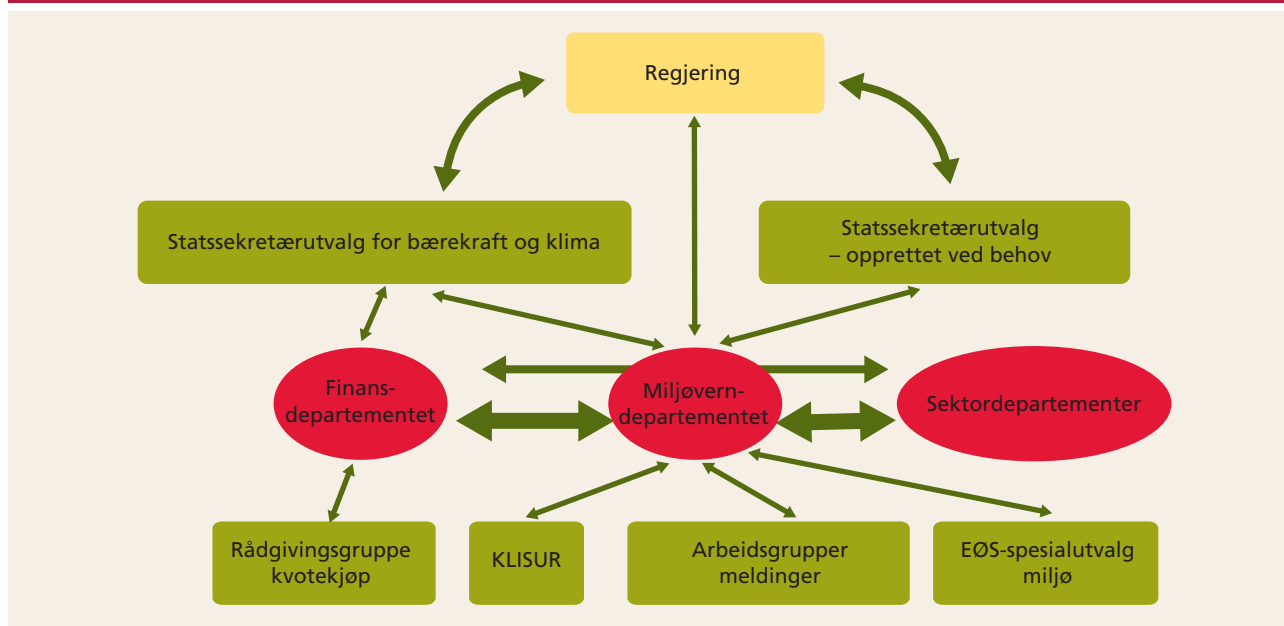 Regjering
Statssekretærutvalg for bærekraft og klima
Statssekretærutvalg
– opprettet ved behov
Finans-
departementet
Miljøvern-
departementet
Sektordepartementer
Rådgivingsgruppe
kvotekjøp
KLISUR
Arbeidsgrupper
meldinger
EØS-spesialutvalg
miljø